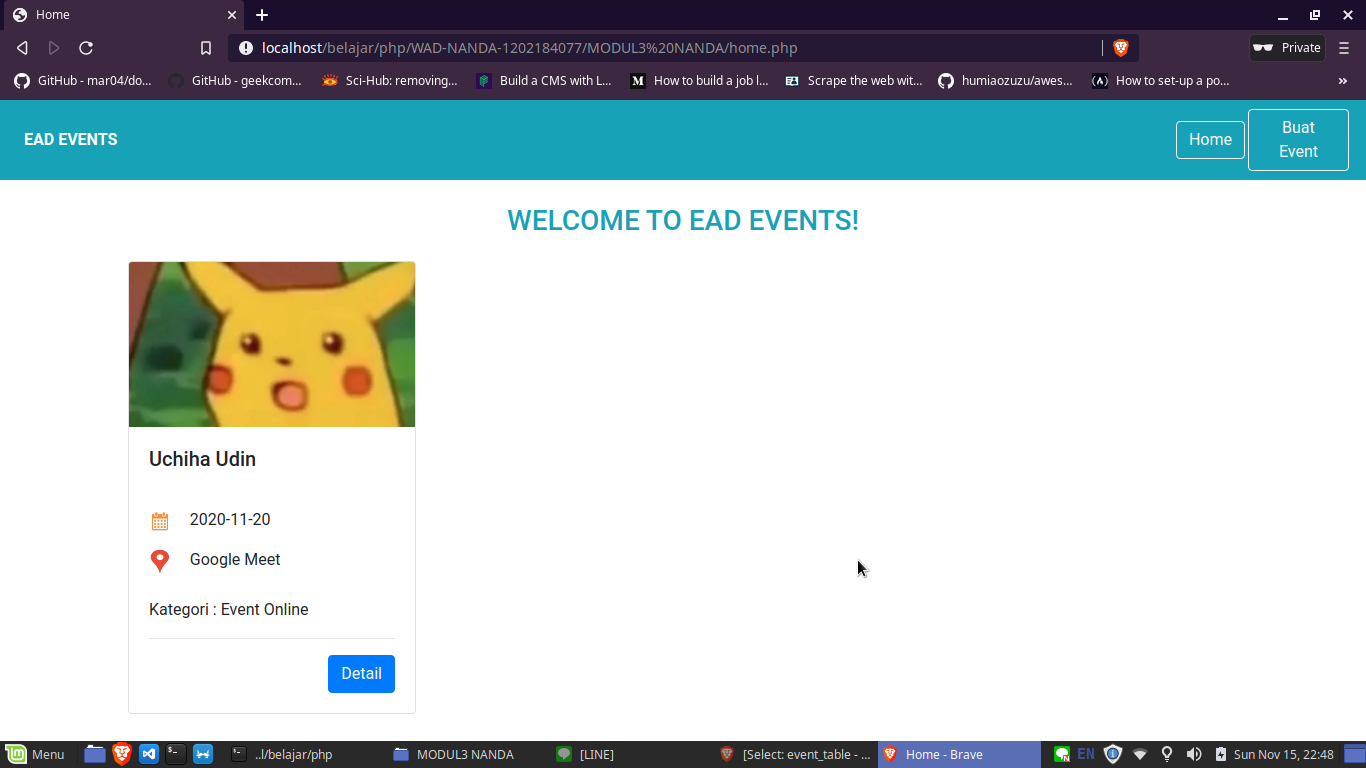 Home
localhost/belajar/php/WAD-NANDA-1202184077/MODUL3%20NANDA/home.php
Private
GitHub - mar04/do...
GitHub - geekcom...
Sci-Hub: removing...
Build a CMS with L...
How to build a job l...
Scrape the web wit...
humiaozuzu/awes...
How to set-up a po...
»
EAD EVENTS
Home
Buat
Event
WELCOME TO EAD EVENTS!
Uchiha Udin
2020-11-20
Google Meet
Kategori : Event Online
Detail
Menu
..l/belajar/php
MODUL3 NANDA
[LINE]
[Select: event_table - ...
Home - Brave
EN
Sun Nov 15, 22:48